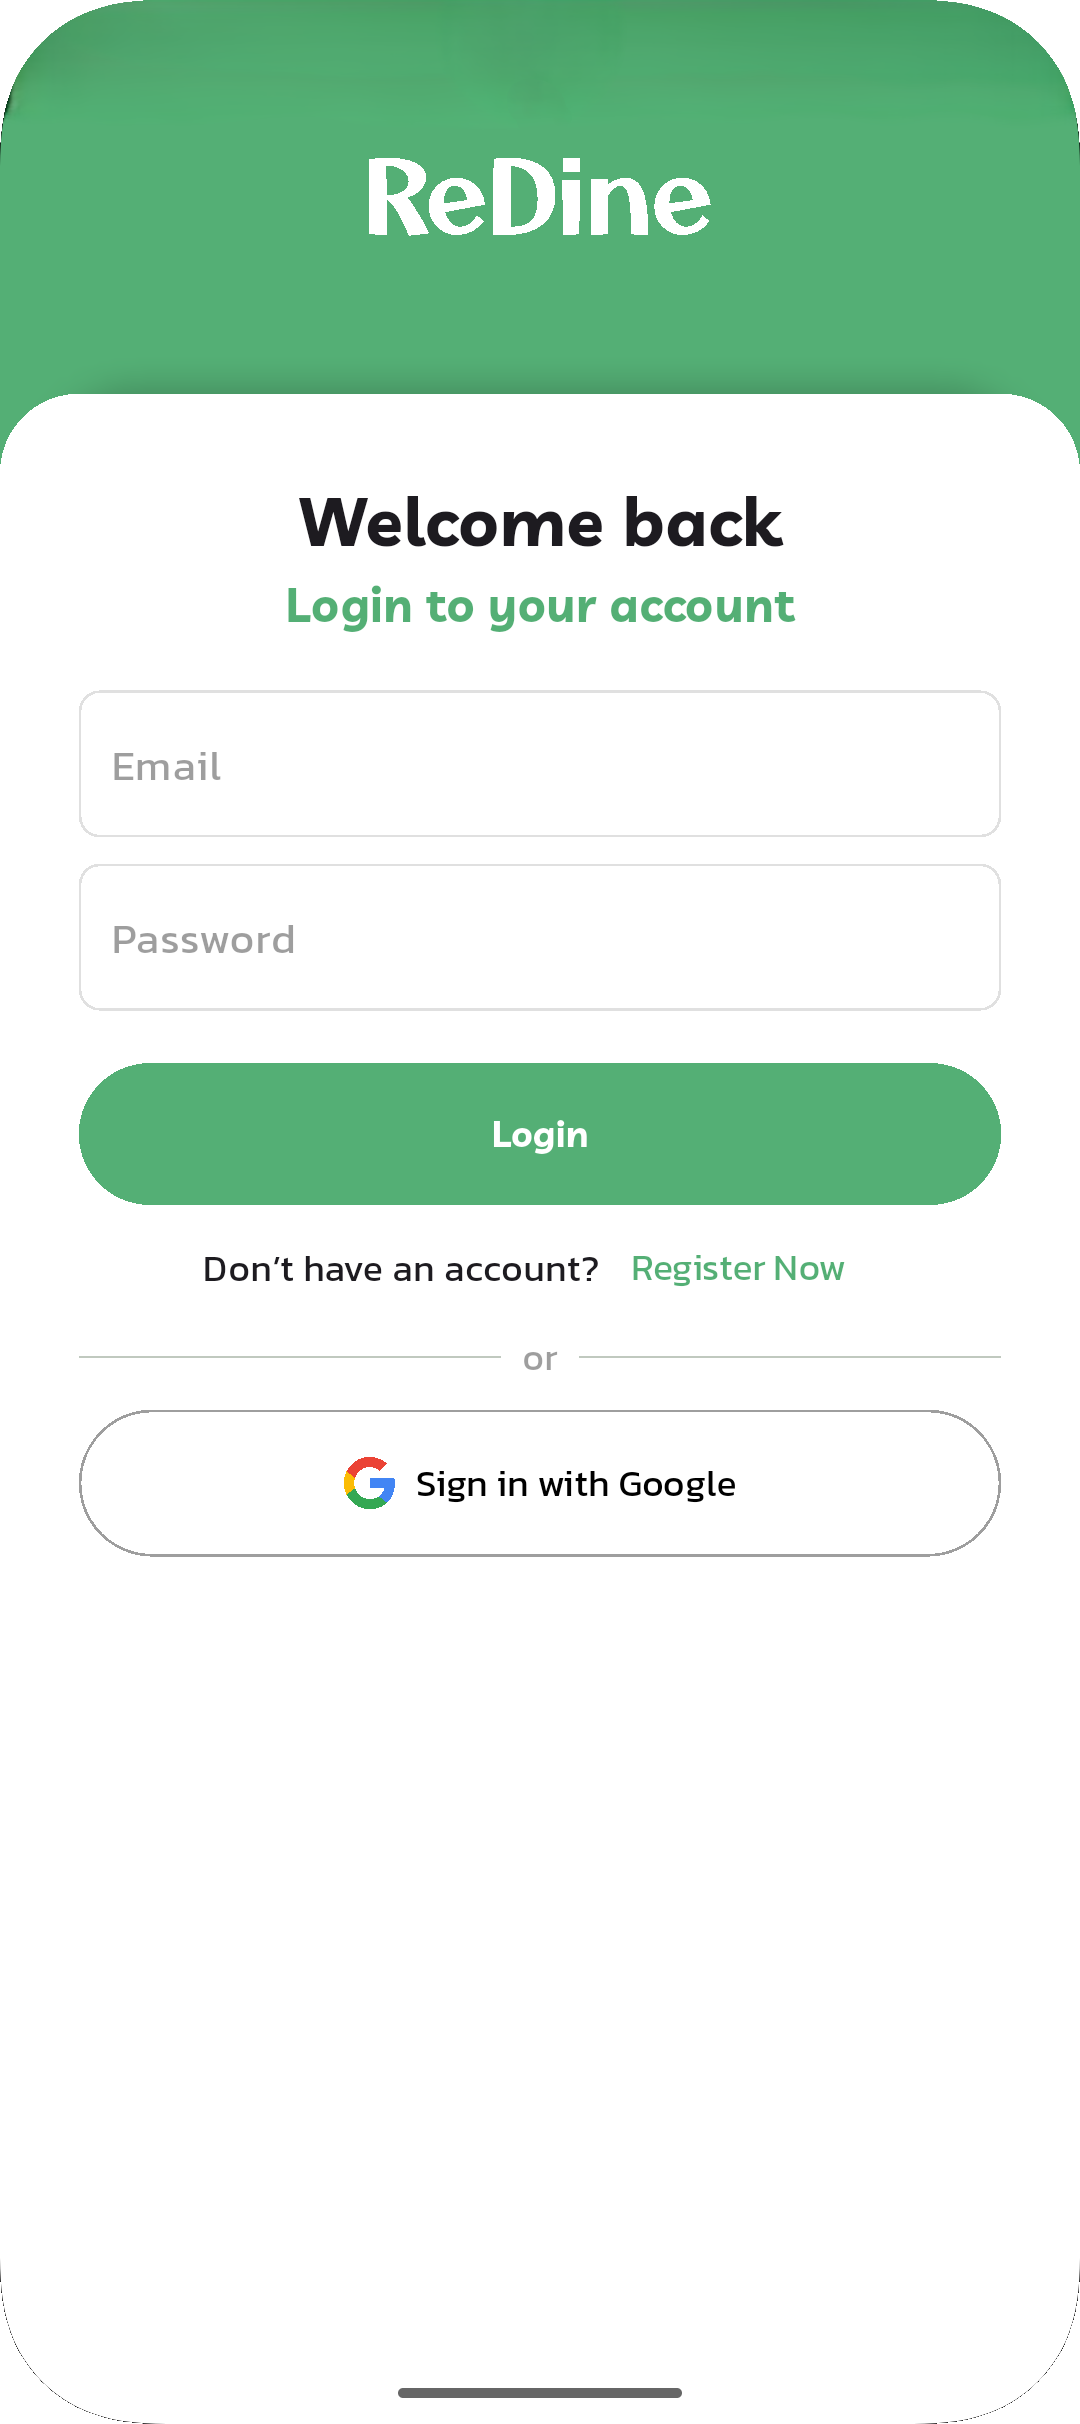 ReDine
Welcome back
Login to your account
Email
Password
Login
Don’t have an account? Register Now
or
Sign in with Google